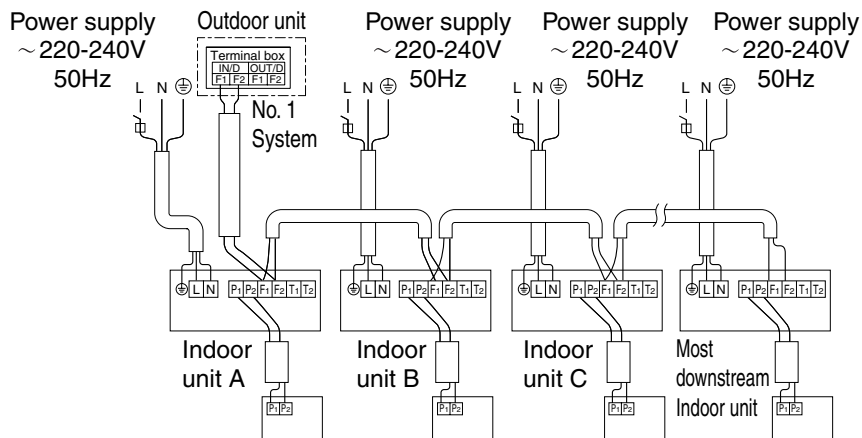 Power supply
～220-240V
50Hz
Outdoor unit
Terminal box
IN/D OUT/D
F1 F2 F1 F2
No. 1
System
Power supply
～220-240V
50Hz
Power supply
～220-240V
50Hz
Power supply
～220-240V
50Hz
L N
L N
L N
L N
L N P1 P2 F1 F2 T1 T2
L N P1 P2 F1 F2 T1 T2
L N P1 P2 F1 F2 T1 T2
L N P1 P2 F1 F2 T1 T2
Indoor
unit A
Indoor
unit B
Indoor
unit C
Most
downstream
Indoor unit
P1 P2
P1 P2
P1 P2
P1 P2